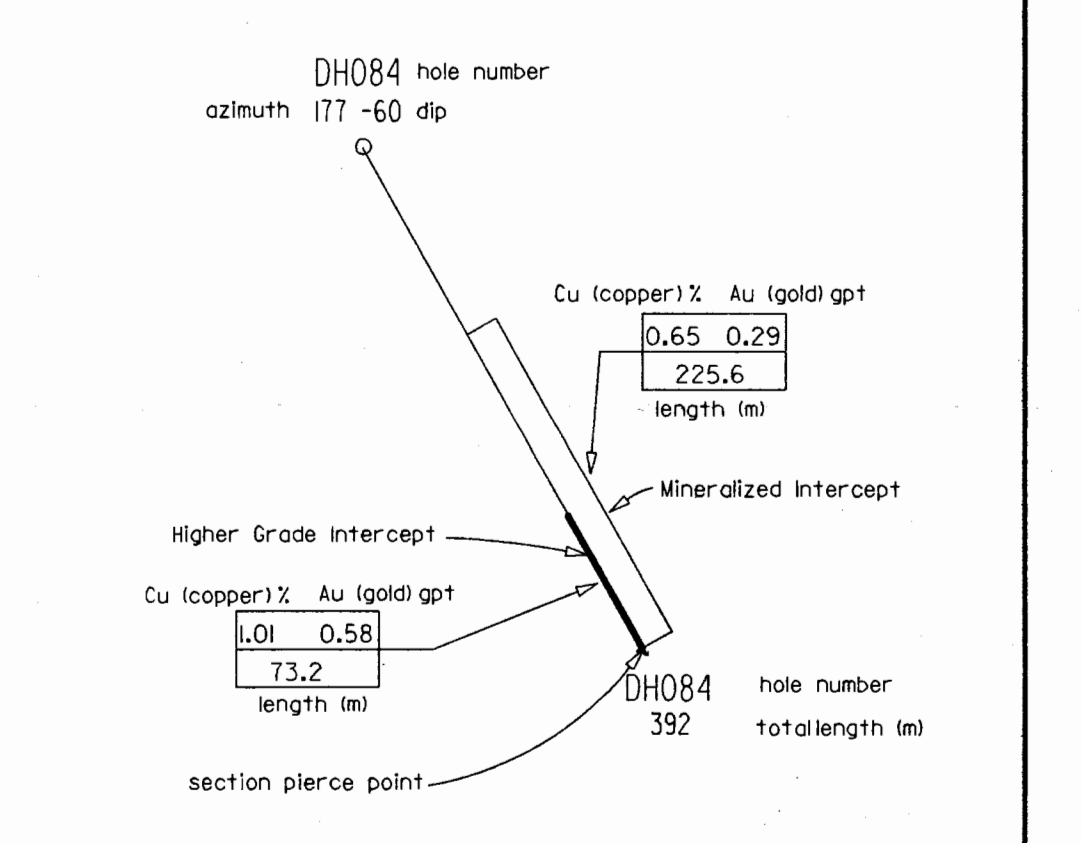 DH084 hole number
azimuth 177 -60 dip
Cu (copper) % Au (gold) gpt
0.65 0.29
225.6
length (m)
Mineralized Intercept
Higher Grade Intercept
Cu (copper) % Au (gold) gpt
1.01 0.58
73.2
length (m)
DH084 hole number
392 total length (m)
section pierce point